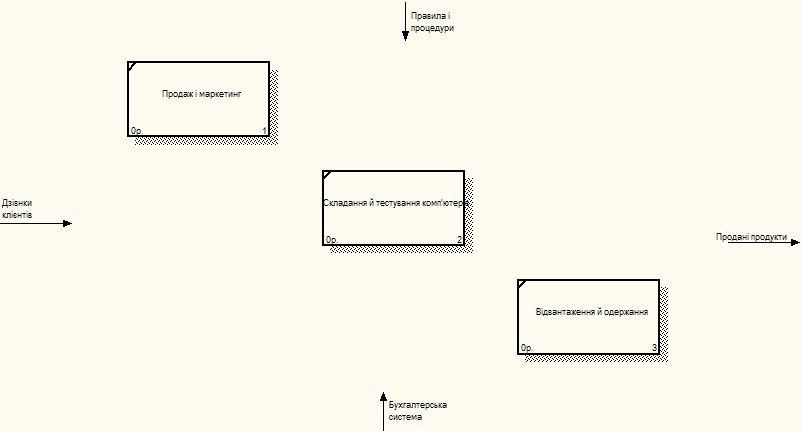 Правила і
процедури
Продаж і маркетинг
0р.
1
Складання й тестування комп'ютерів
0р.
2
Дзвінки
клієнтів
Продані продукти
Відвантаження й одержання
0р.
3
Бухгалтерська
система